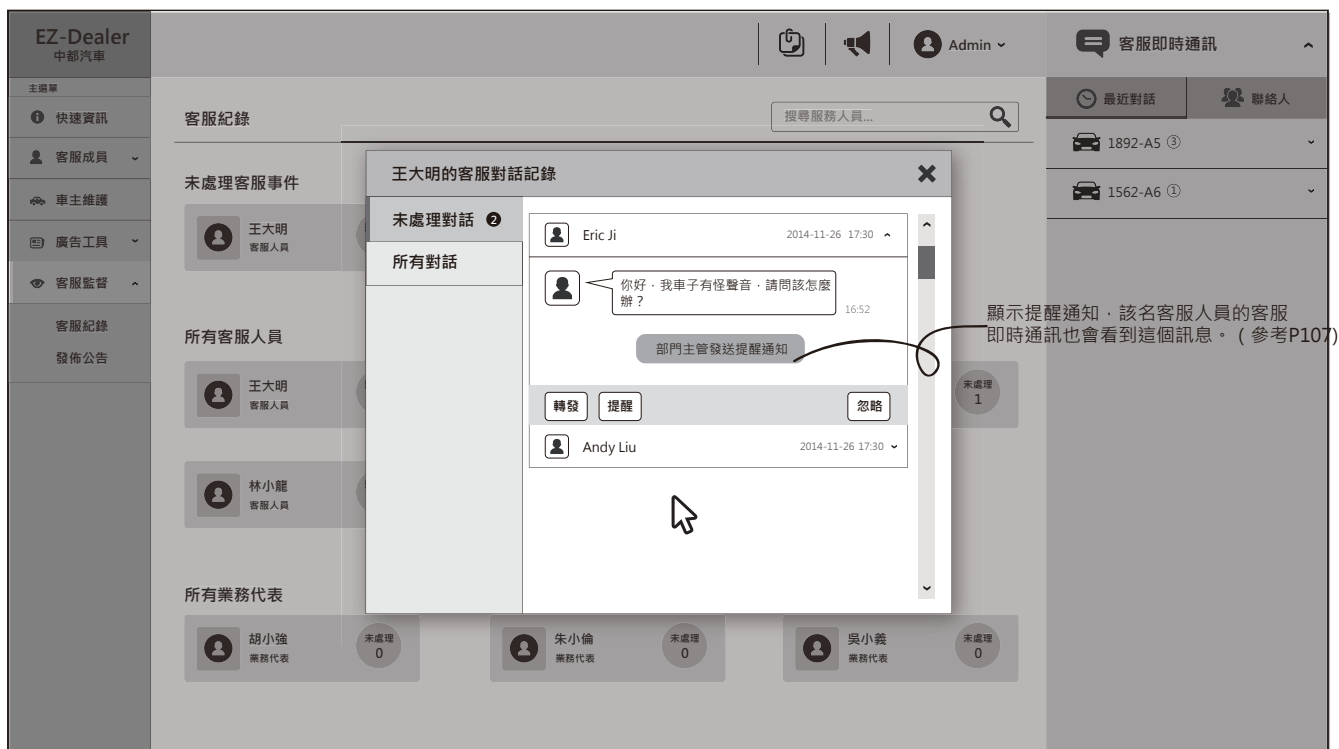 EZ-Dealer
中都汽車
Admin
客服即時通訊
主選單
快速資訊
客服成員
車主維護
廣告工具
客服監督
客服紀錄
發佈公告
最近對話
聯絡人
1892-A5 ③
1562-A6 ①
客服紀錄
搜尋服務人員...
未處理客服事件
王大明
客服人員
所有客服人員
王大明
客服人員
未處理
1
林小龍
客服人員
所有業務代表
胡小強
業務代表
未處理
0
朱小倫
業務代表
未處理
0
吳小義
業務代表
未處理
0
王大明的客服對話記錄
未處理對話 ❷
所有對話
Eric Ji
2014-11-26 17:30
你好，我車子有怪聲音，請問該怎麼
辦？
16:52
部門主管發送提醒通知
轉發
提醒
忽略
Andy Liu
2014-11-26 17:30
顯示提醒通知，該名客服人員的客服
即時通訊也會看到這個訊息。（參考P107)